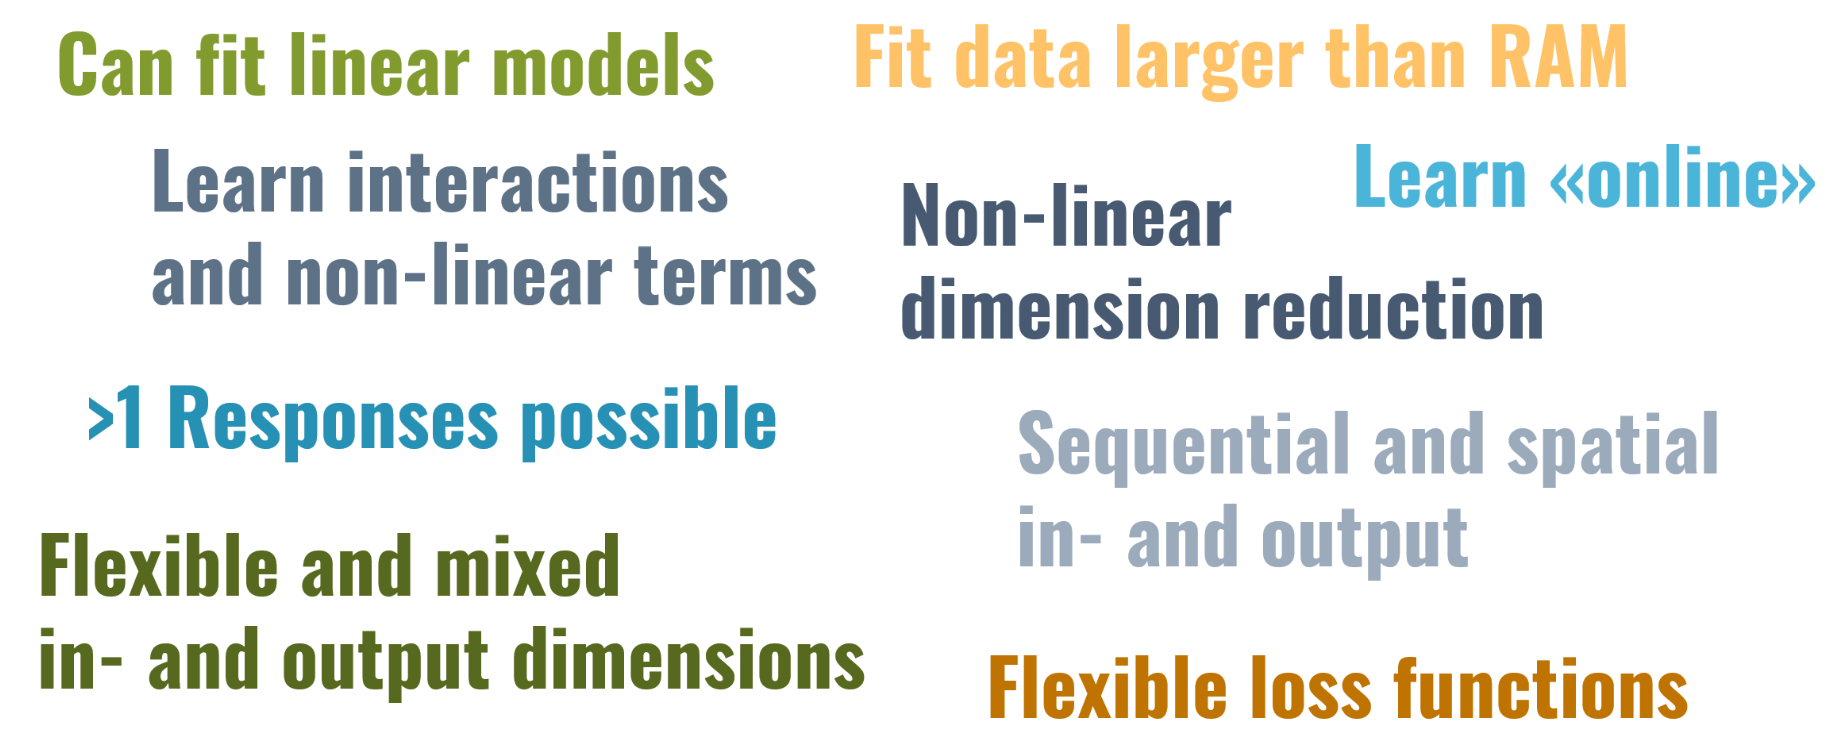 Can fit linear models
Fit data larger than RAM
Learn interactions
and non-linear terms
Learn «online»
Non-linear
dimension reduction
>1 Responses possible
Sequential and spatial
in- and output
Flexible and mixed
in- and output dimensions
Flexible loss functions